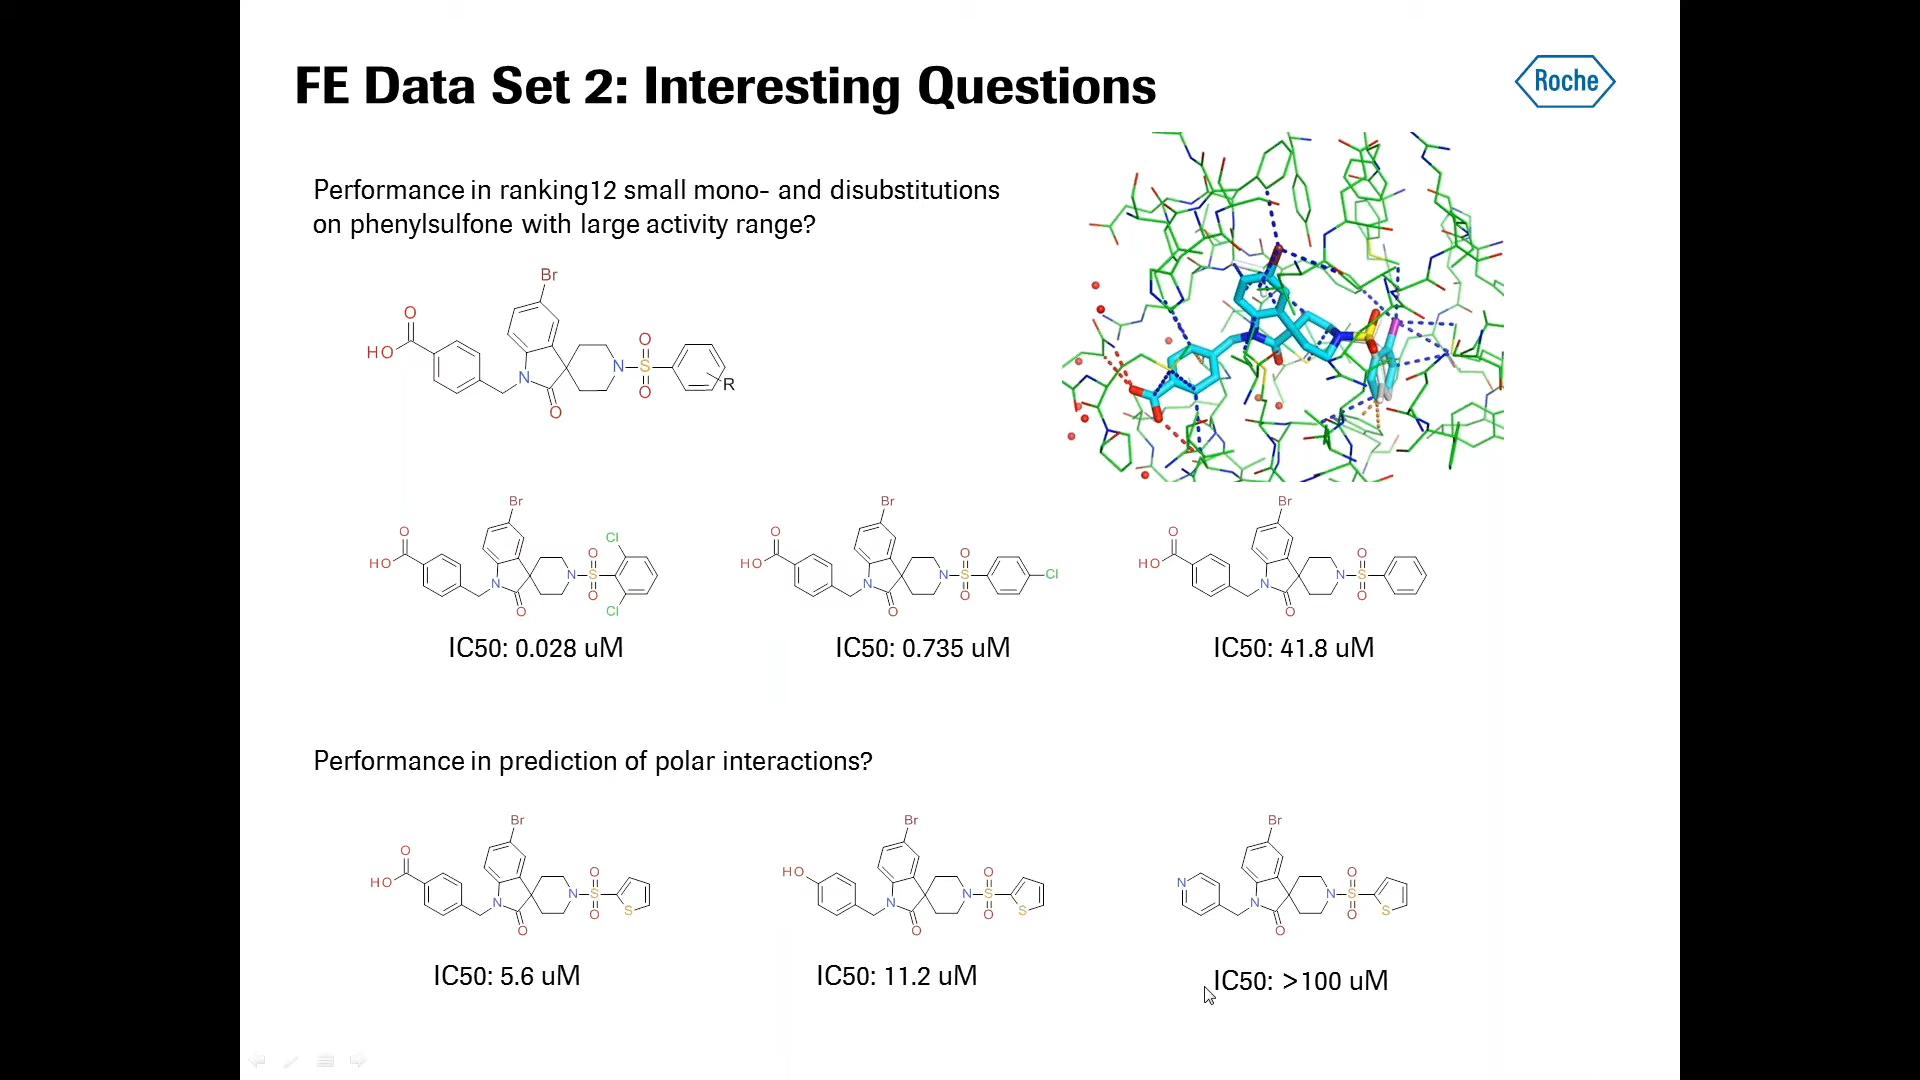 FE Data Set 2: Interesting Questions
Roche
Performance in ranking12 small mono- and disubstitutions
on phenylsulfone with large activity range?
Br
O
HO
N
O
N
S
O
O
R
Br
O
HO
N
O
N
S
O
O
Cl
Cl
Br
O
HO
N
O
N
S
O
O
Cl
Br
O
HO
N
O
N
S
O
O
IC50: 0.028 uM
IC50: 0.735 uM
IC50: 41.8 uM
Performance in prediction of polar interactions?
Br
O
HO
N
O
N
S
O
O
S
Br
HO
N
O
N
S
O
O
S
Br
N
N
O
N
S
O
O
S
IC50: 5.6 uM
IC50: 11.2 uM
IC50: >100 uM